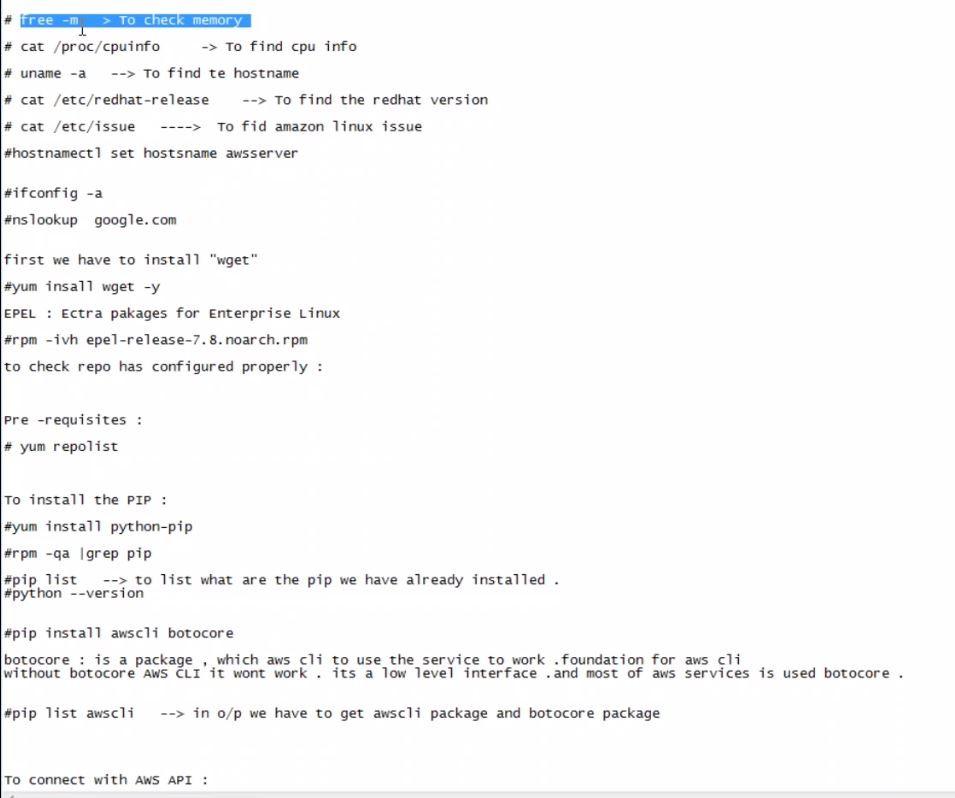 # free -m   > To check memory
# cat /proc/cpuinfo     -> To find cpu info
# uname -a   --> To find te hostname
# cat /etc/redhat-release    --> To find the redhat version
# cat /etc/issue   ---->  To fid amazon linux issue
#hostnamectl set hostsname awsserver
#ifconfig -a
#nslookup  google.com
first we have to install "wget"
#yum insall wget -y
EPEL : Ectra pakages for Enterprise Linux
#rpm -ivh epel-release-7.8.noarch.rpm
to check repo has configured properly :
Pre -requisites :
# yum repolist
To install the PIP :
#yum install python-pip
#rpm -qa |grep pip
#pip list   --> to list what are the pip we have already installed .
#python --version
#pip install awscli botocore
botocore : is a package , which aws cli to use the service to work .foundation for aws cli
without botocore AWS CLI it wont work . its a low level interface .and most of aws services is used botocore .
#pip list awscli   --> in o/p we have to get awscli package and botocore package
To connect with AWS API :